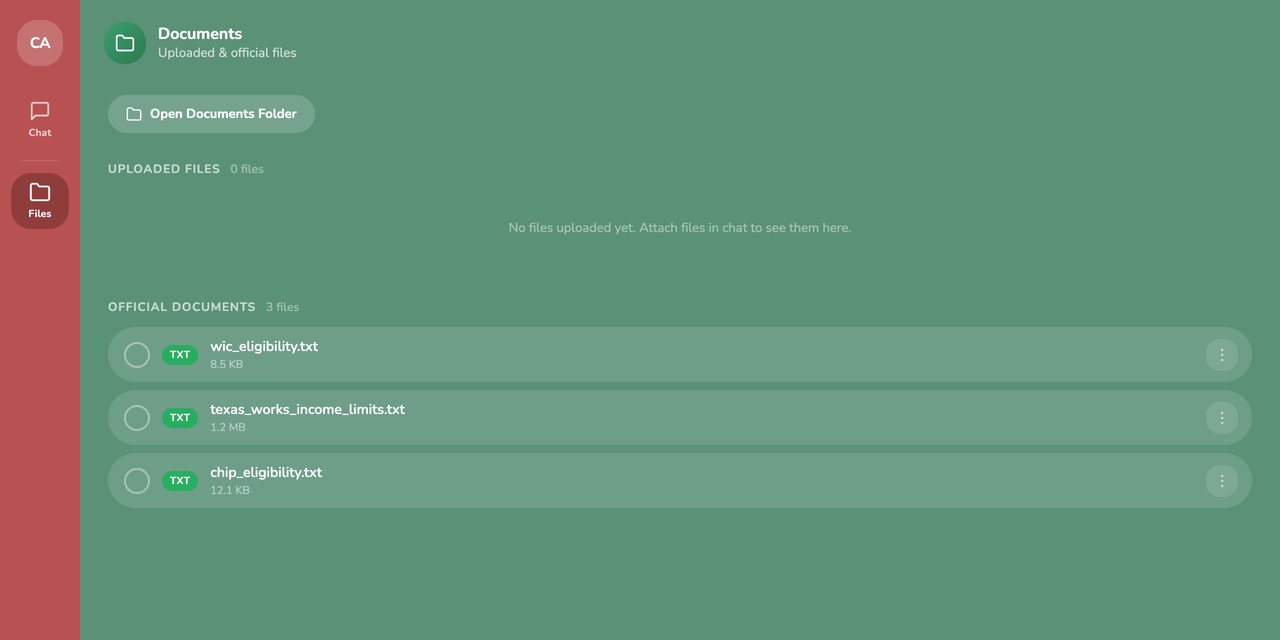 CA
Chat
Files
Documents
Uploaded & official files
Open Documents Folder
UPLOADED FILES 0 files
No files uploaded yet. Attach files in chat to see them here.
OFFICIAL DOCUMENTS 3 files
TXT wic_eligibility.txt
8.5 KB
TXT texas_works_income_limits.txt
1.2 MB
TXT chip_eligibility.txt
12.1 KB